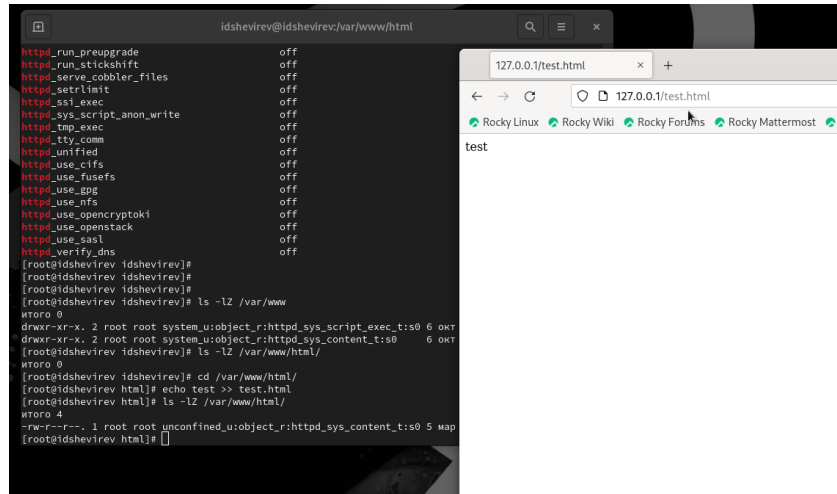 idshevirev@idshevirev:/var/www/html
httpd_run_preupgrade off
httpd_run_stickshift off
httpd_serve_cobbler_files off
httpd_setrlimit off
httpd_ssi_exec off
httpd_sys_script_anon_write off
httpd_tmp_exec off
httpd_tty_comm off
httpd_unified off
httpd_use_cifs off
httpd_use_fusefs off
httpd_use_gpg off
httpd_use_nfs off
httpd_use_opencryptoki off
httpd_use_openstack off
httpd_use_sasl off
httpd_verify_dns off
[root@idshevirev idshevirev]#
[root@idshevirev idshevirev]#
[root@idshevirev idshevirev]#
[root@idshevirev idshevirev]# ls -lZ /var/www
итого 0
drwxr-xr-x. 2 root root system_u:object_r:httpd_sys_script_exec_t:s0 6 окт
drwxr-xr-x. 2 root root system_u:object_r:httpd_sys_content_t:s0 6 окт
[root@idshevirev idshevirev]# ls -lZ /var/www/html/
итого 0
[root@idshevirev idshevirev]# cd /var/www/html/
[root@idshevirev html]# echo test >> test.html
[root@idshevirev html]# ls -lZ /var/www/html/
итого 4
-rw-r--r--. 1 root root unconfined_u:object_r:httpd_sys_content_t:s0 5 мар
[root@idshevirev html]#
127.0.0.1/test.html
127.0.0.1/test.html
Rocky Linux Rocky Wiki Rocky Forums Rocky Mattermost
test